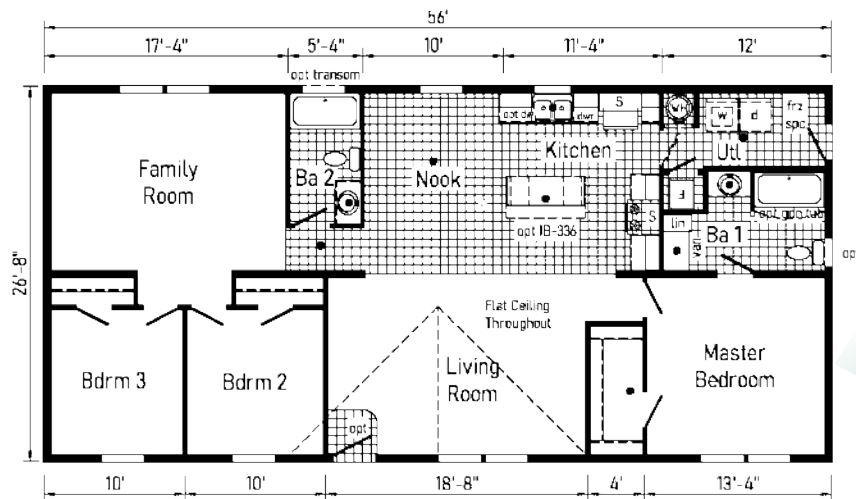 56'
17'-4" 5'-4" 10' 11'-4" 12'
opt transom
26'-8"
Family
Room
Ba 2
Nook
Kitchen
opt dw
dwr
S
WH
w
d
frz
spc
Utl
F
lin
van
opt gdn tub
Ba 1
S
opt IB-336
op
Flat Ceiling
Throughout
Bdrm 3
Bdrm 2
Living
Room
opt
Master
Bedroom
10' 10' 18'-8" 4' 13'-4"